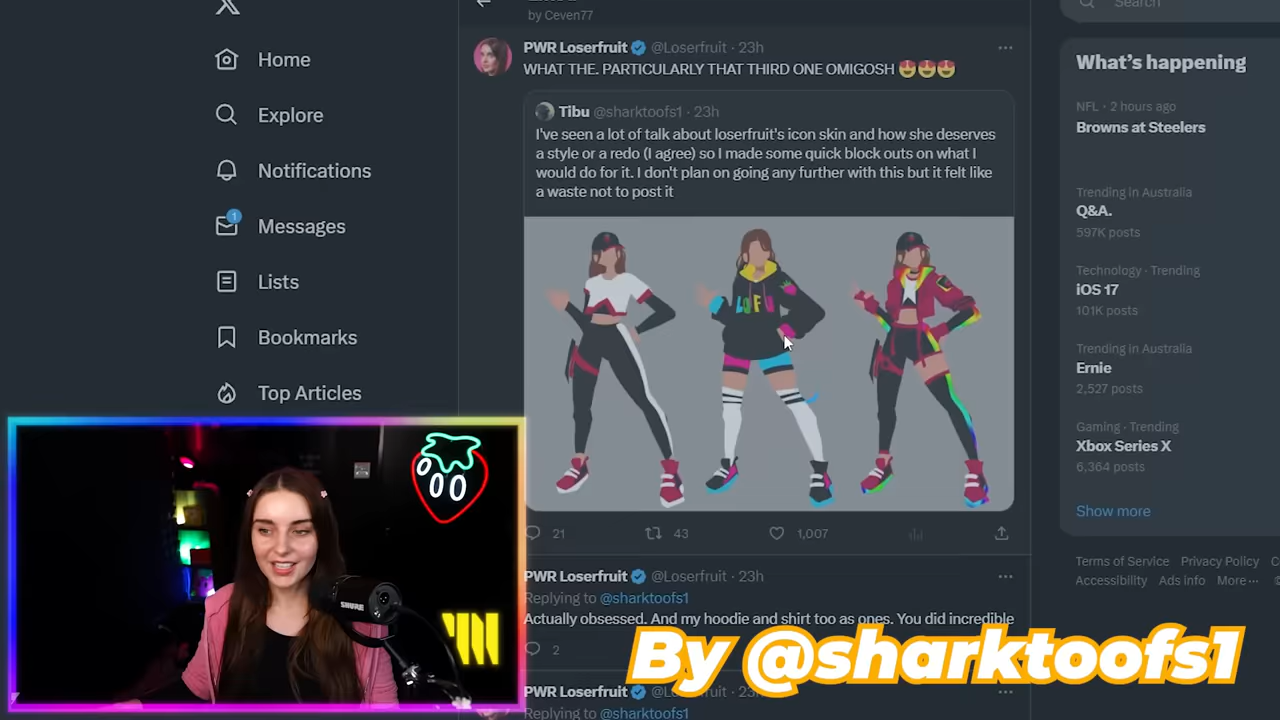 by Ceven77
Search
Home
Explore
Notifications
1
Messages
Lists
Bookmarks
Top Articles
PWR Loserfruit @Loserfruit · 23h
WHAT THE. PARTICULARLY THAT THIRD ONE OMIGOSH 😍😍😍
Tibu @sharktoofs1 · 23h
I've seen a lot of talk about loserfruit's icon skin and how she deserves
a style or a redo (I agree) so I made some quick block outs on what I
would do for it. I don't plan on going any further with this but it felt like
a waste not to post it
LOFU
21
43
1,007
PWR Loserfruit @Loserfruit · 23h
Replying to @sharktoofs1
Actually obsessed. And my hoodie and shirt too as ones. You did incredible
2
PWR Loserfruit
23h
Replying to @sharktoofs1
What's happening
NFL · 2 hours ago
Browns at Steelers
Trending in Australia
Q&A.
597K posts
Technology · Trending
iOS 17
101K posts
Trending in Australia
Ernie
2,527 posts
Gaming · Trending
Xbox Series X
6,364 posts
Show more
Terms of Service Privacy Policy
Accessibility Ads info More
SHURE
By @sharktoofs1